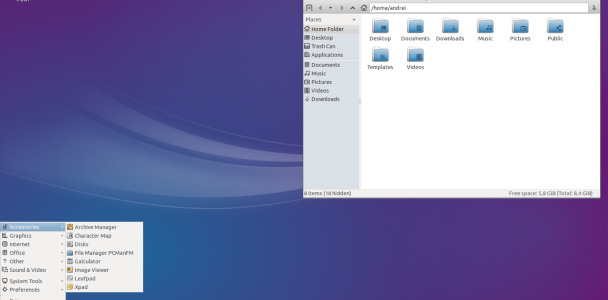 /home/andrei
Places
Home Folder
Desktop
Trash Can
Applications
Documents
Music
Pictures
Videos
Downloads
Desktop Documents Downloads Music Pictures Public
Templates Videos
8 items (18 hidden) Free space: 5,8 GiB (Total: 8,4 GiB)
Accessories
Graphics
Internet
Office
Other
Sound & Video
System Tools
Preferences
Archive Manager
Character Map
Disks
File Manager PCManFM
Galculator
Image Viewer
Leafpad
Xpad